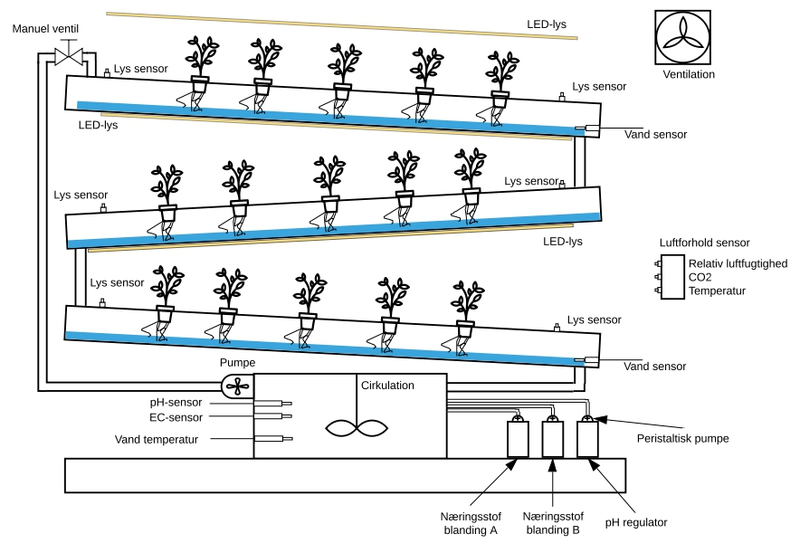 LED-lys
Manuel ventil
Lys sensor
Lys sensor
Ventilation
LED-lys
Vand sensor
Lys sensor
Lys sensor
LED-lys
Luftforhold sensor
Relativ luftfugtighed
CO2
Temperatur
Lys sensor
Lys sensor
Vand sensor
Pumpe
Cirkulation
pH-sensor
EC-sensor
Vand temperatur
Peristaltisk pumpe
Næringsstof
blanding A
Næringsstof
blanding B
pH regulator